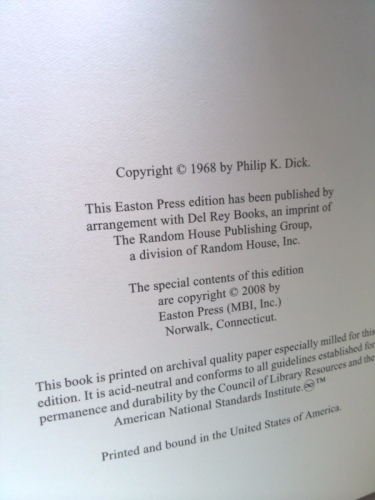 Copyright © 1968 by Philip K. Dick.
This Easton Press edition has been published by
arrangement with Del Rey Books, an imprint of
The Random House Publishing Group,
a division of Random House, Inc.
The special contents of this edition
are copyright © 2008 by
Easton Press (MBI, Inc.)
Norwalk, Connecticut.
This book is printed on archival quality paper especially milled for this
edition. It is acid-neutral and conforms to all guidelines established for
permanence and durability by the Council of Library Resources and the
American National Standards Institute.♾™
Printed and bound in the United States of America.